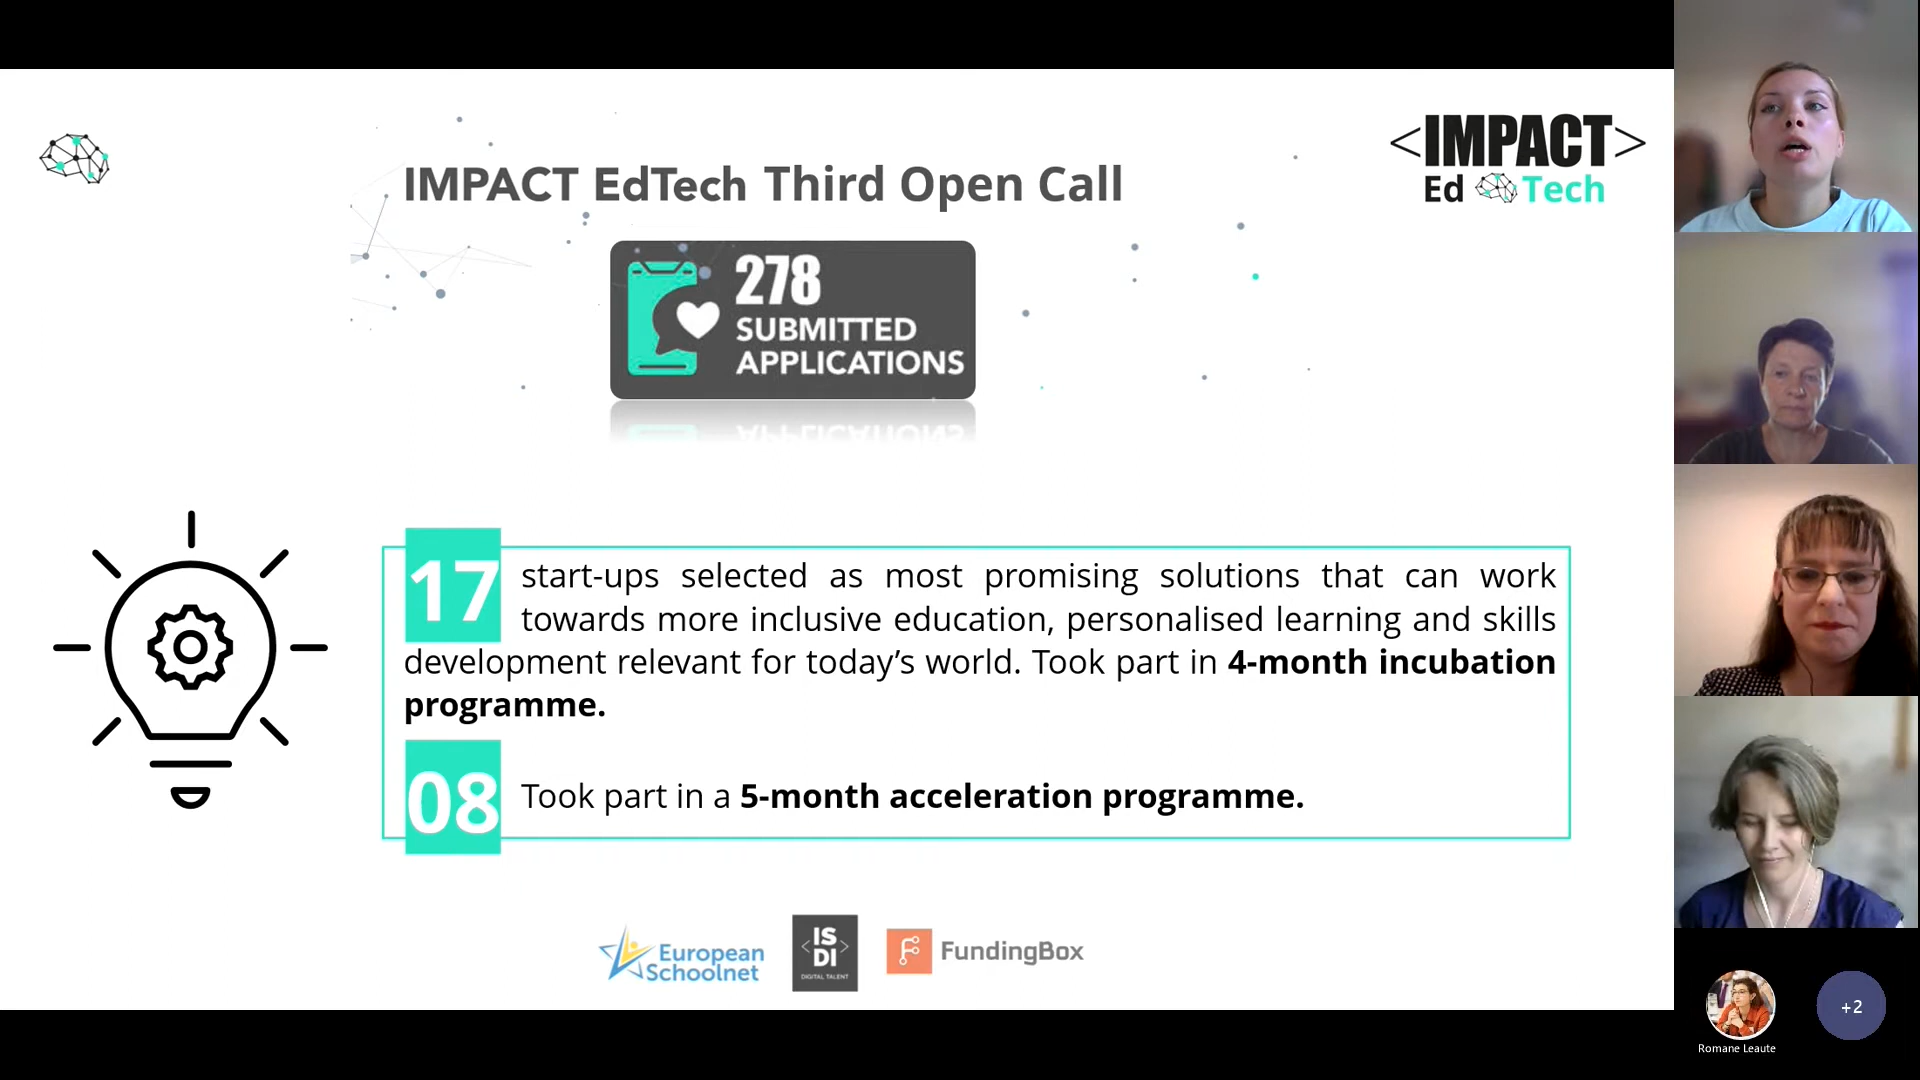 IMPACT EdTech Third Open Call
<IMPACT>
Ed Tech
278
SUBMITTED
APPLICATIONS
17 start-ups selected as most promising solutions that can work
towards more inclusive education, personalised learning and skills
development relevant for today’s world. Took part in 4-month incubation
programme.
08 Took part in a 5-month acceleration programme.
European
Schoolnet
<IS
DI>
DIGITAL TALENT
FundingBox
Romane Leaute
+2